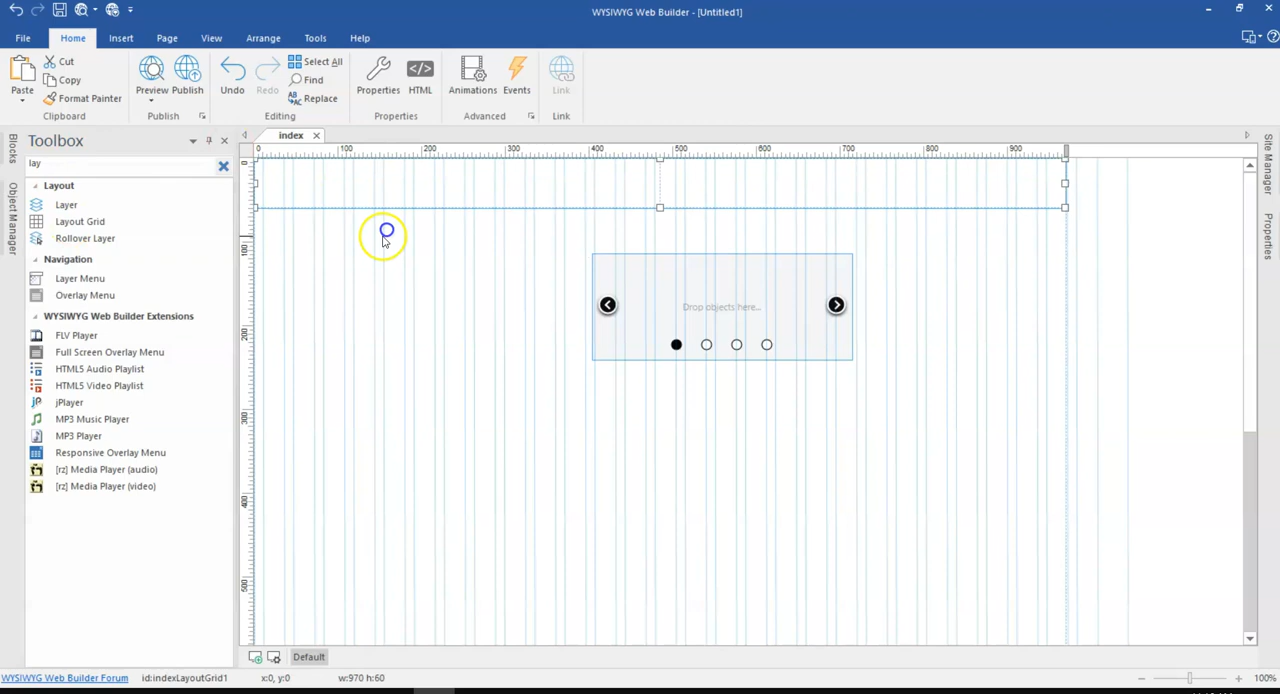 WYSIWYG Web Builder - [Untitled1]
File Home Insert Page View Arrange Tools Help
Paste
Cut
Copy
Format Painter
Clipboard
Preview Publish
Publish
Undo Redo
Select All
Find
Replace
Editing
Properties HTML
Properties
Animations Events
Advanced
Link
Link
Blocks
Object Manager
Toolbox
lay
Layout
Layer
Layout Grid
Rollover Layer
Navigation
Layer Menu
Overlay Menu
WYSIWYG Web Builder Extensions
FLV Player
Full Screen Overlay Menu
HTML5 Audio Playlist
HTML5 Video Playlist
jPlayer
MP3 Music Player
MP3 Player
Responsive Overlay Menu
[rz] Media Player (audio)
[rz] Media Player (video)
index
0 100 200 300 400 500 600 700 800 900
0
100
200
300
400
500
Drop objects here...
Site Manager
Properties
Default
WYSIWYG Web Builder Forum id:indexLayoutGrid1 x:0, y:0 w:970 h:60 100%